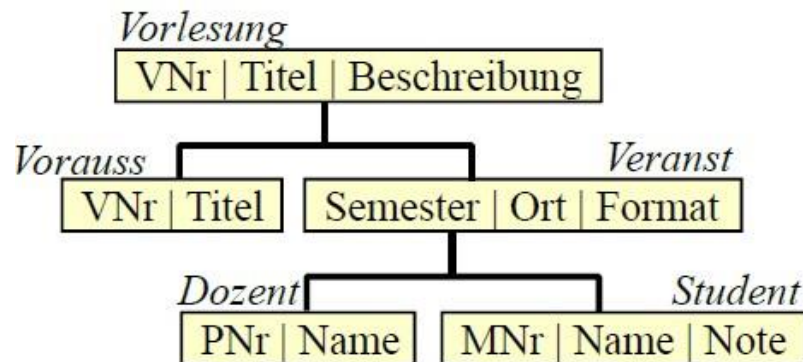 Vorlesung
VNr | Titel | Beschreibung
Vorauss
Veranst
VNr | Titel
Semester | Ort | Format
Dozent
Student
PNr | Name
MNr | Name | Note